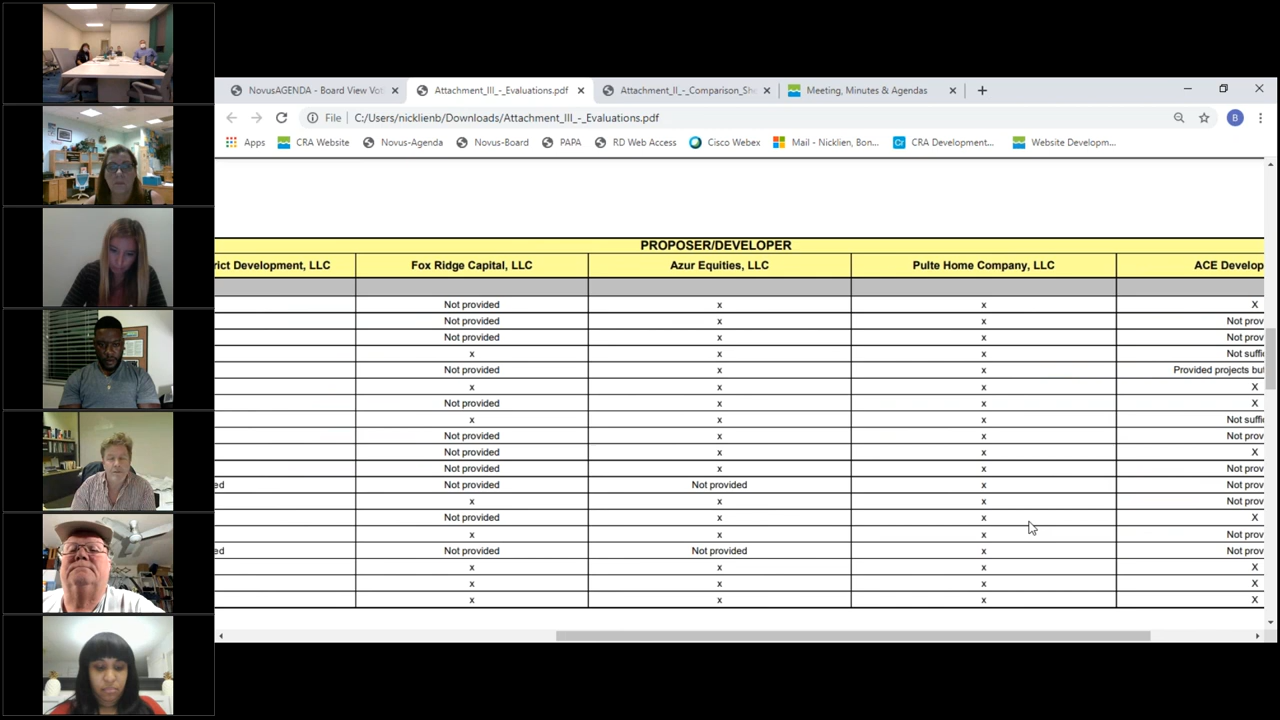 NovusAGENDA - Board View Vot
Attachment_III_-_Evaluations.pdf
Attachment_II_-_Comparison_Sh
Meeting, Minutes & Agendas
File C:/Users/nicklienb/Downloads/Attachment_III_-_Evaluations.pdf
B
Apps CRA Website Novus-Agenda Novus-Board PAPA RD Web Access Cisco Webex Mail - Nicklien, Bon... CRA Development... Website Developm...
PROPOSER/DEVELOPER
rict Development, LLC Fox Ridge Capital, LLC Azur Equities, LLC Pulte Home Company, LLC ACE Develop
Not provided x x X
Not provided x x Not prov
Not provided x x Not prov
x x x Not suffi
Not provided x x Provided projects but
x x x X
Not provided x x X
x x x Not suffi
Not provided x x Not prov
Not provided x x X
Not provided x x Not prov
ed Not provided Not provided x Not prov
x x x Not prov
Not provided x x X
x x x Not prov
ed Not provided Not provided x Not prov
x x x X
x x x X
x x x X